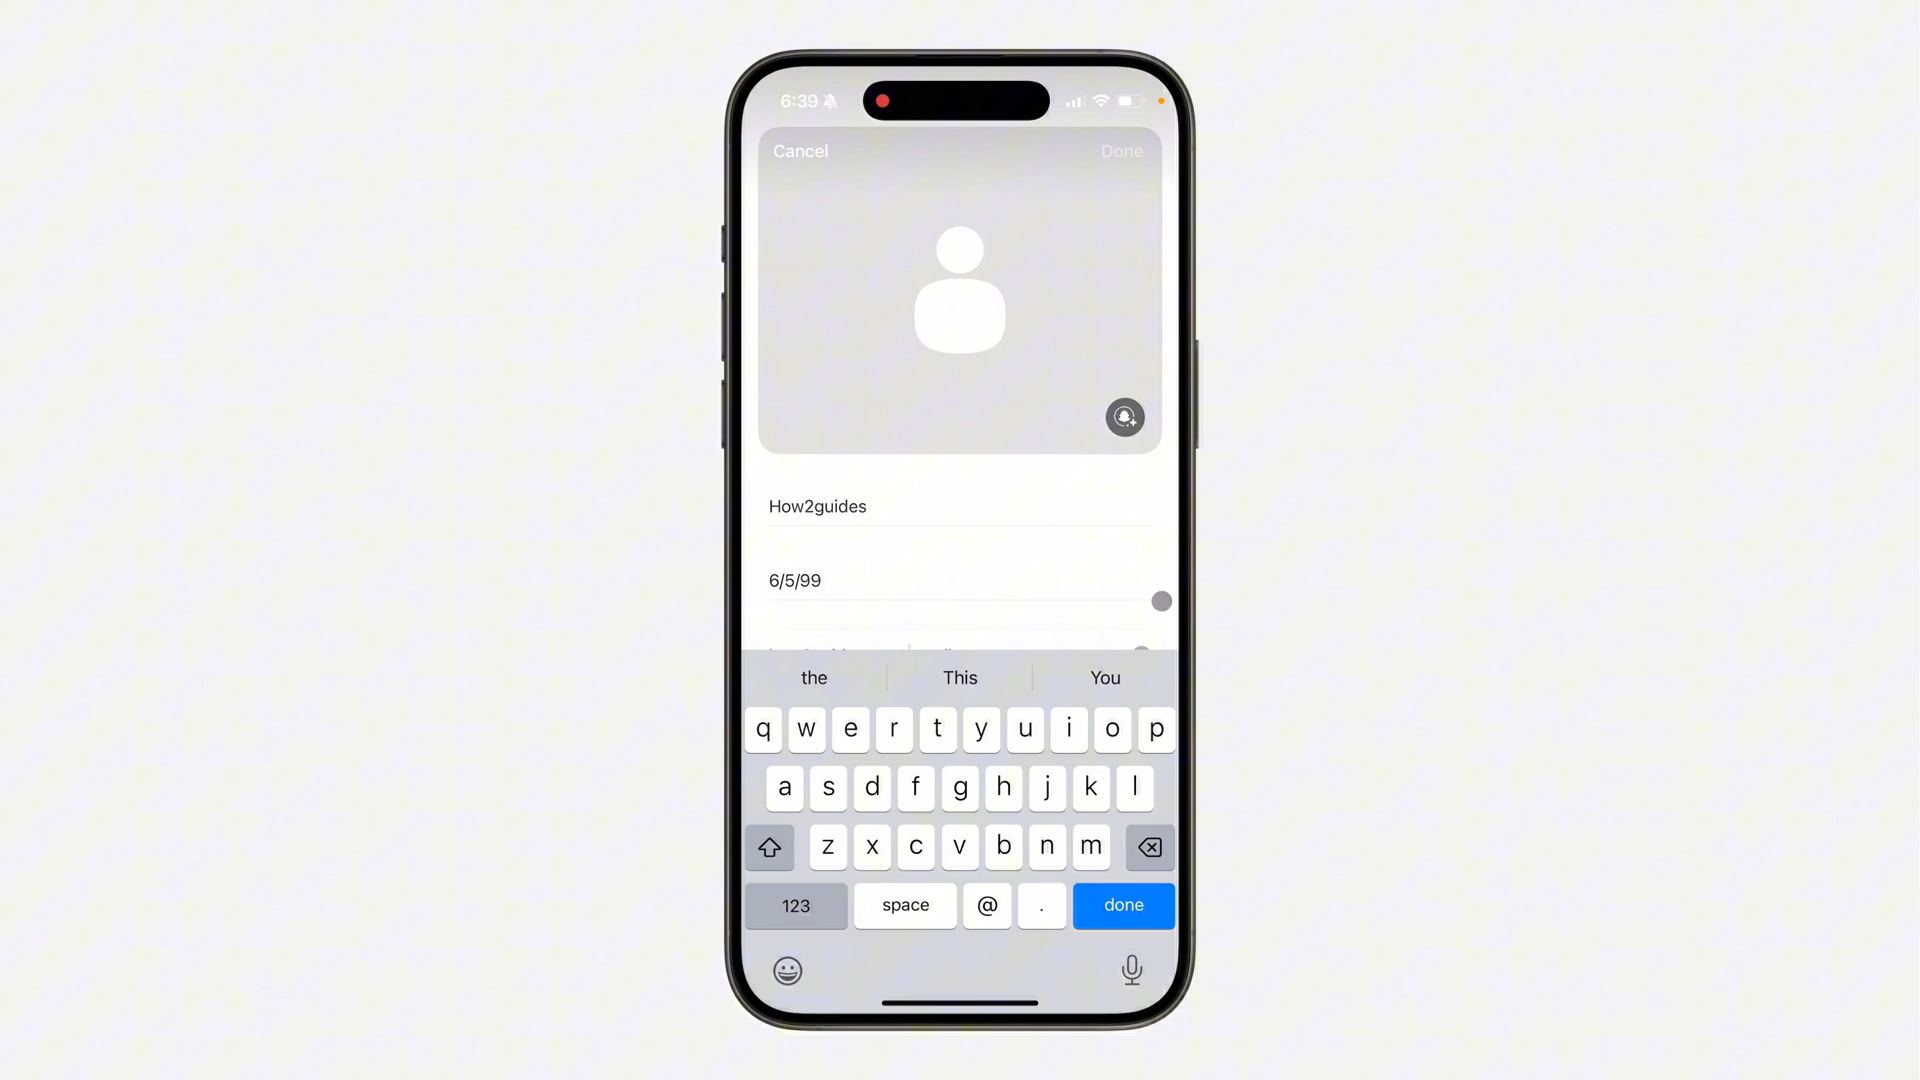 6:39
Cancel Done
How2guides
6/5/99
the This You
q w e r t y u i o p
a s d f g h j k l
z x c v b n m
123 space @ . done